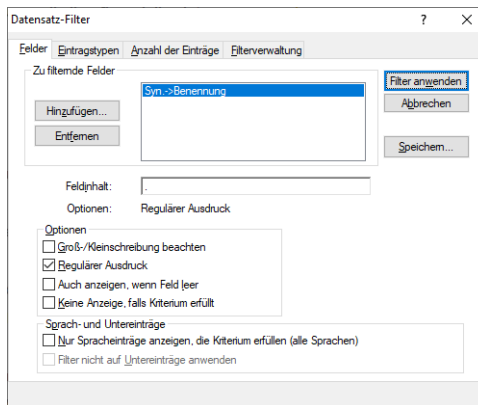 Datensatz-Filter ?
Felder Eintragstypen Anzahl der Einträge Filterverwaltung
Zu filternde Felder
Syn.->Benennung
Filter anwenden
Abbrechen
Hinzufügen...
Entfernen
Speichern...
Feldinhalt: .
Optionen: Regulärer Ausdruck
Optionen
Groß-/Kleinschreibung beachten
Regulärer Ausdruck
Auch anzeigen, wenn Feld leer
Keine Anzeige, falls Kriterium erfüllt
Sprach- und Untereinträge
Nur Spracheinträge anzeigen, die Kriterium erfüllen (alle Sprachen)
Filter nicht auf Untereinträge anwenden